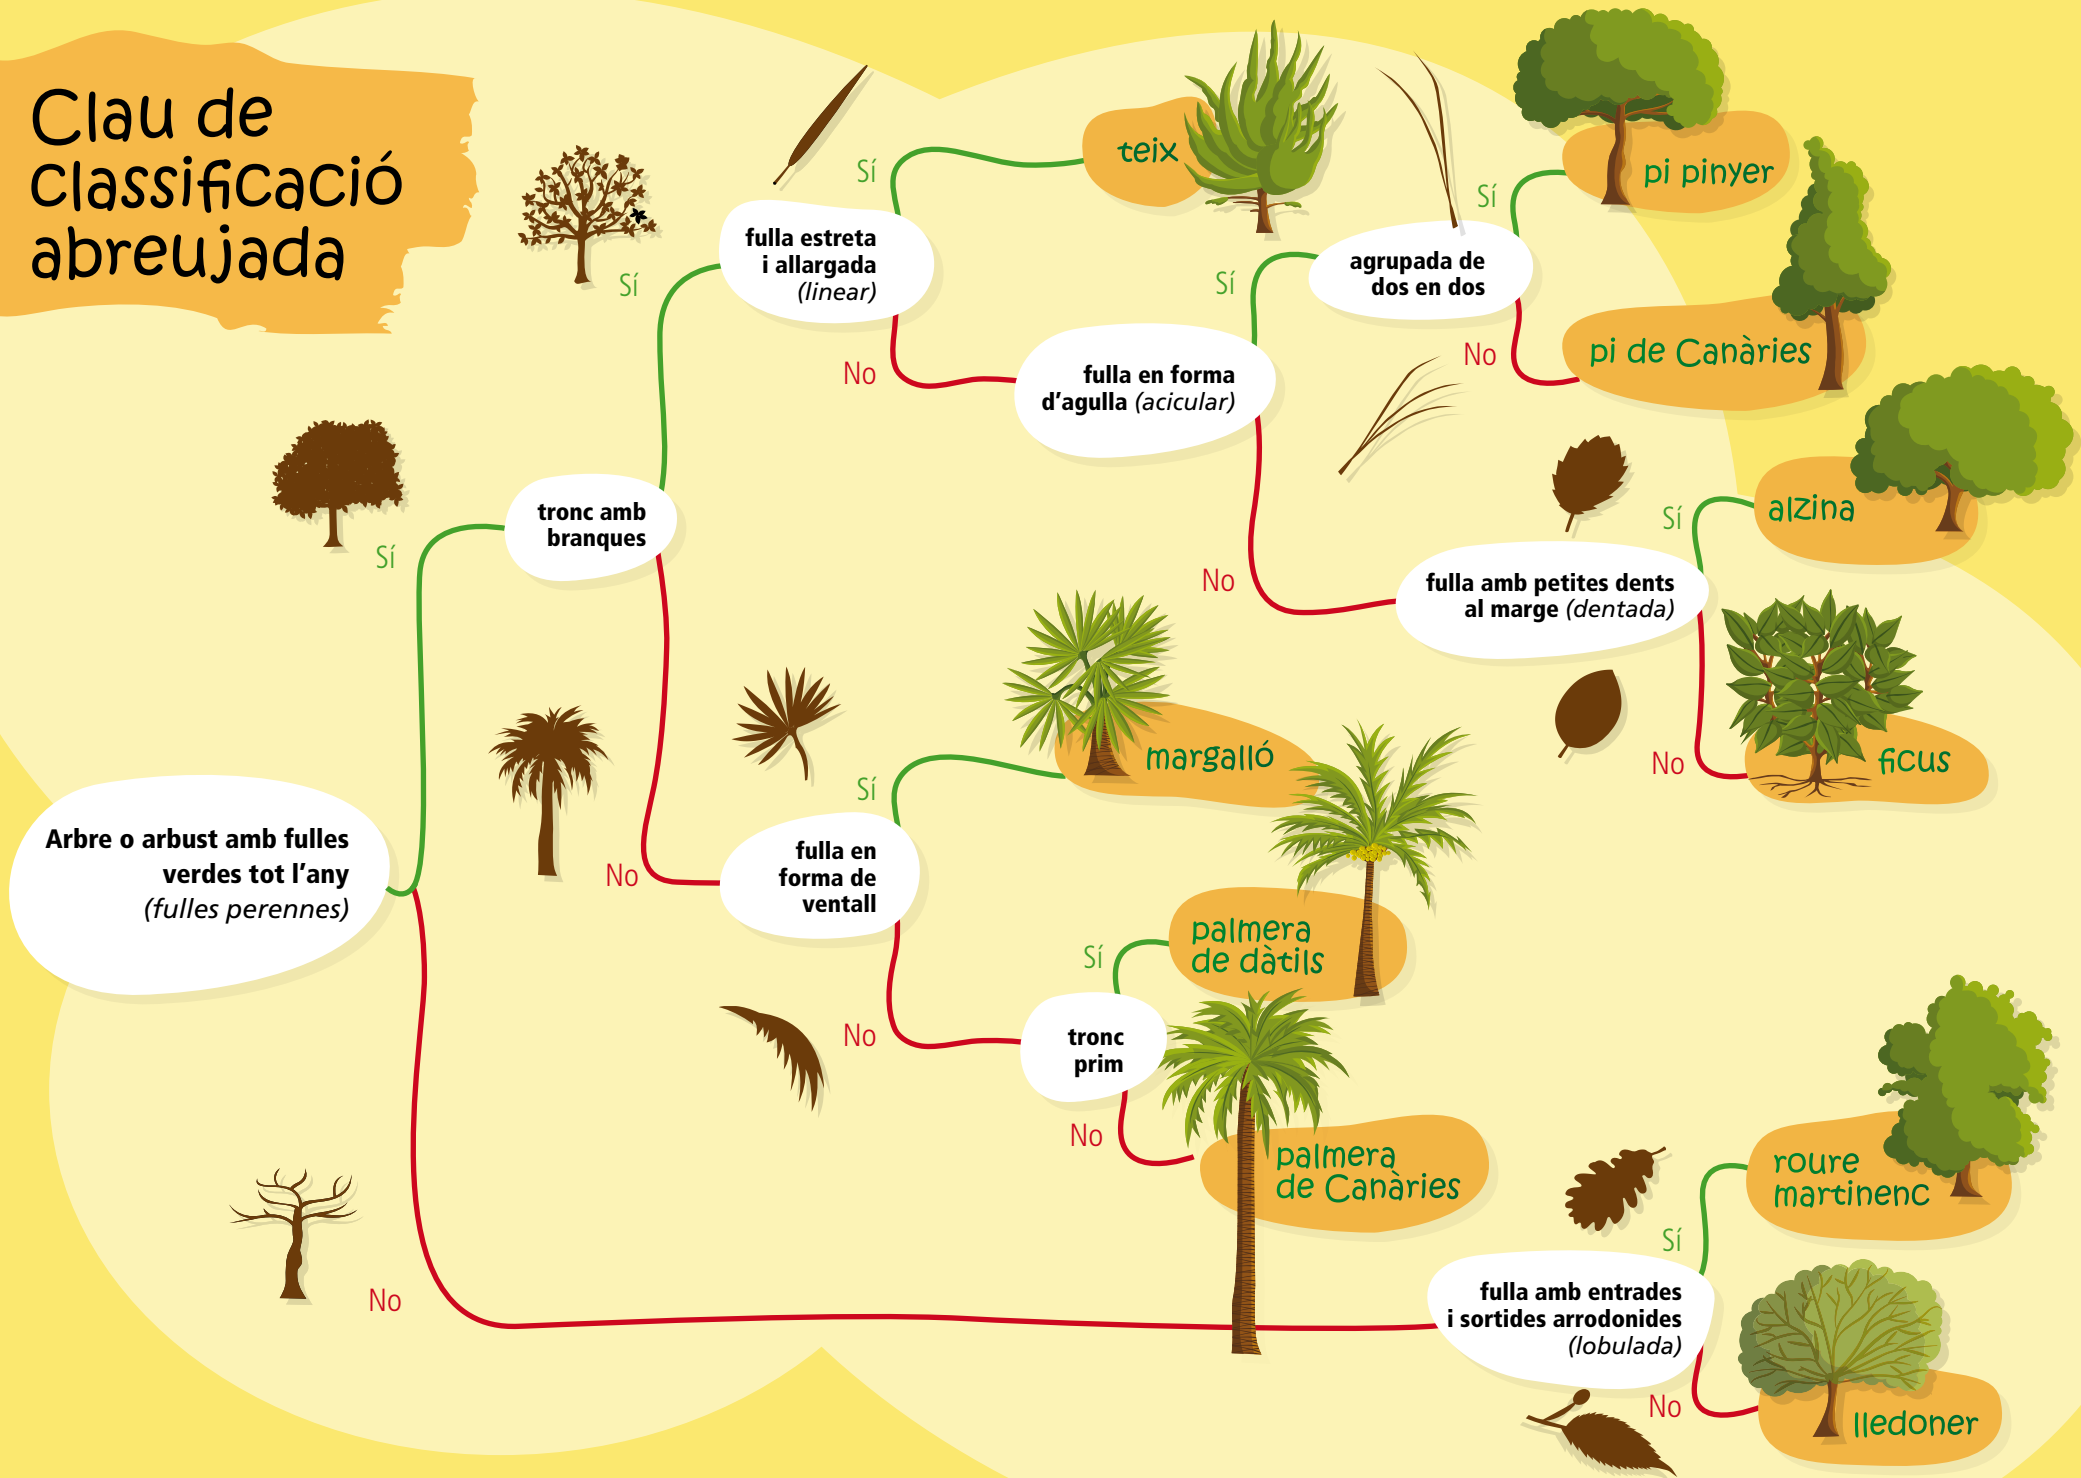 Clau de
classificació
abreujada
Arbre o arbust amb fulles
verdes tot l’any
(fulles perennes)
Sí
No
tronc amb
branques
Sí
No
fulla estreta
i allargada
(linear)
Sí
teix
No
fulla en forma
d’agulla (acicular)
Sí
agrupada de
dos en dos
Sí
pi pinyer
No
pi de Canàries
No
fulla amb petites dents
al marge (dentada)
Sí
alzina
No
ficus
fulla en
forma de
ventall
Sí
margalló
No
tronc
prim
Sí
palmera
de dàtils
No
palmera
de Canàries
fulla amb entrades
i sortides arrodonides
(lobulada)
Sí
roure
martinenc
No
lledoner